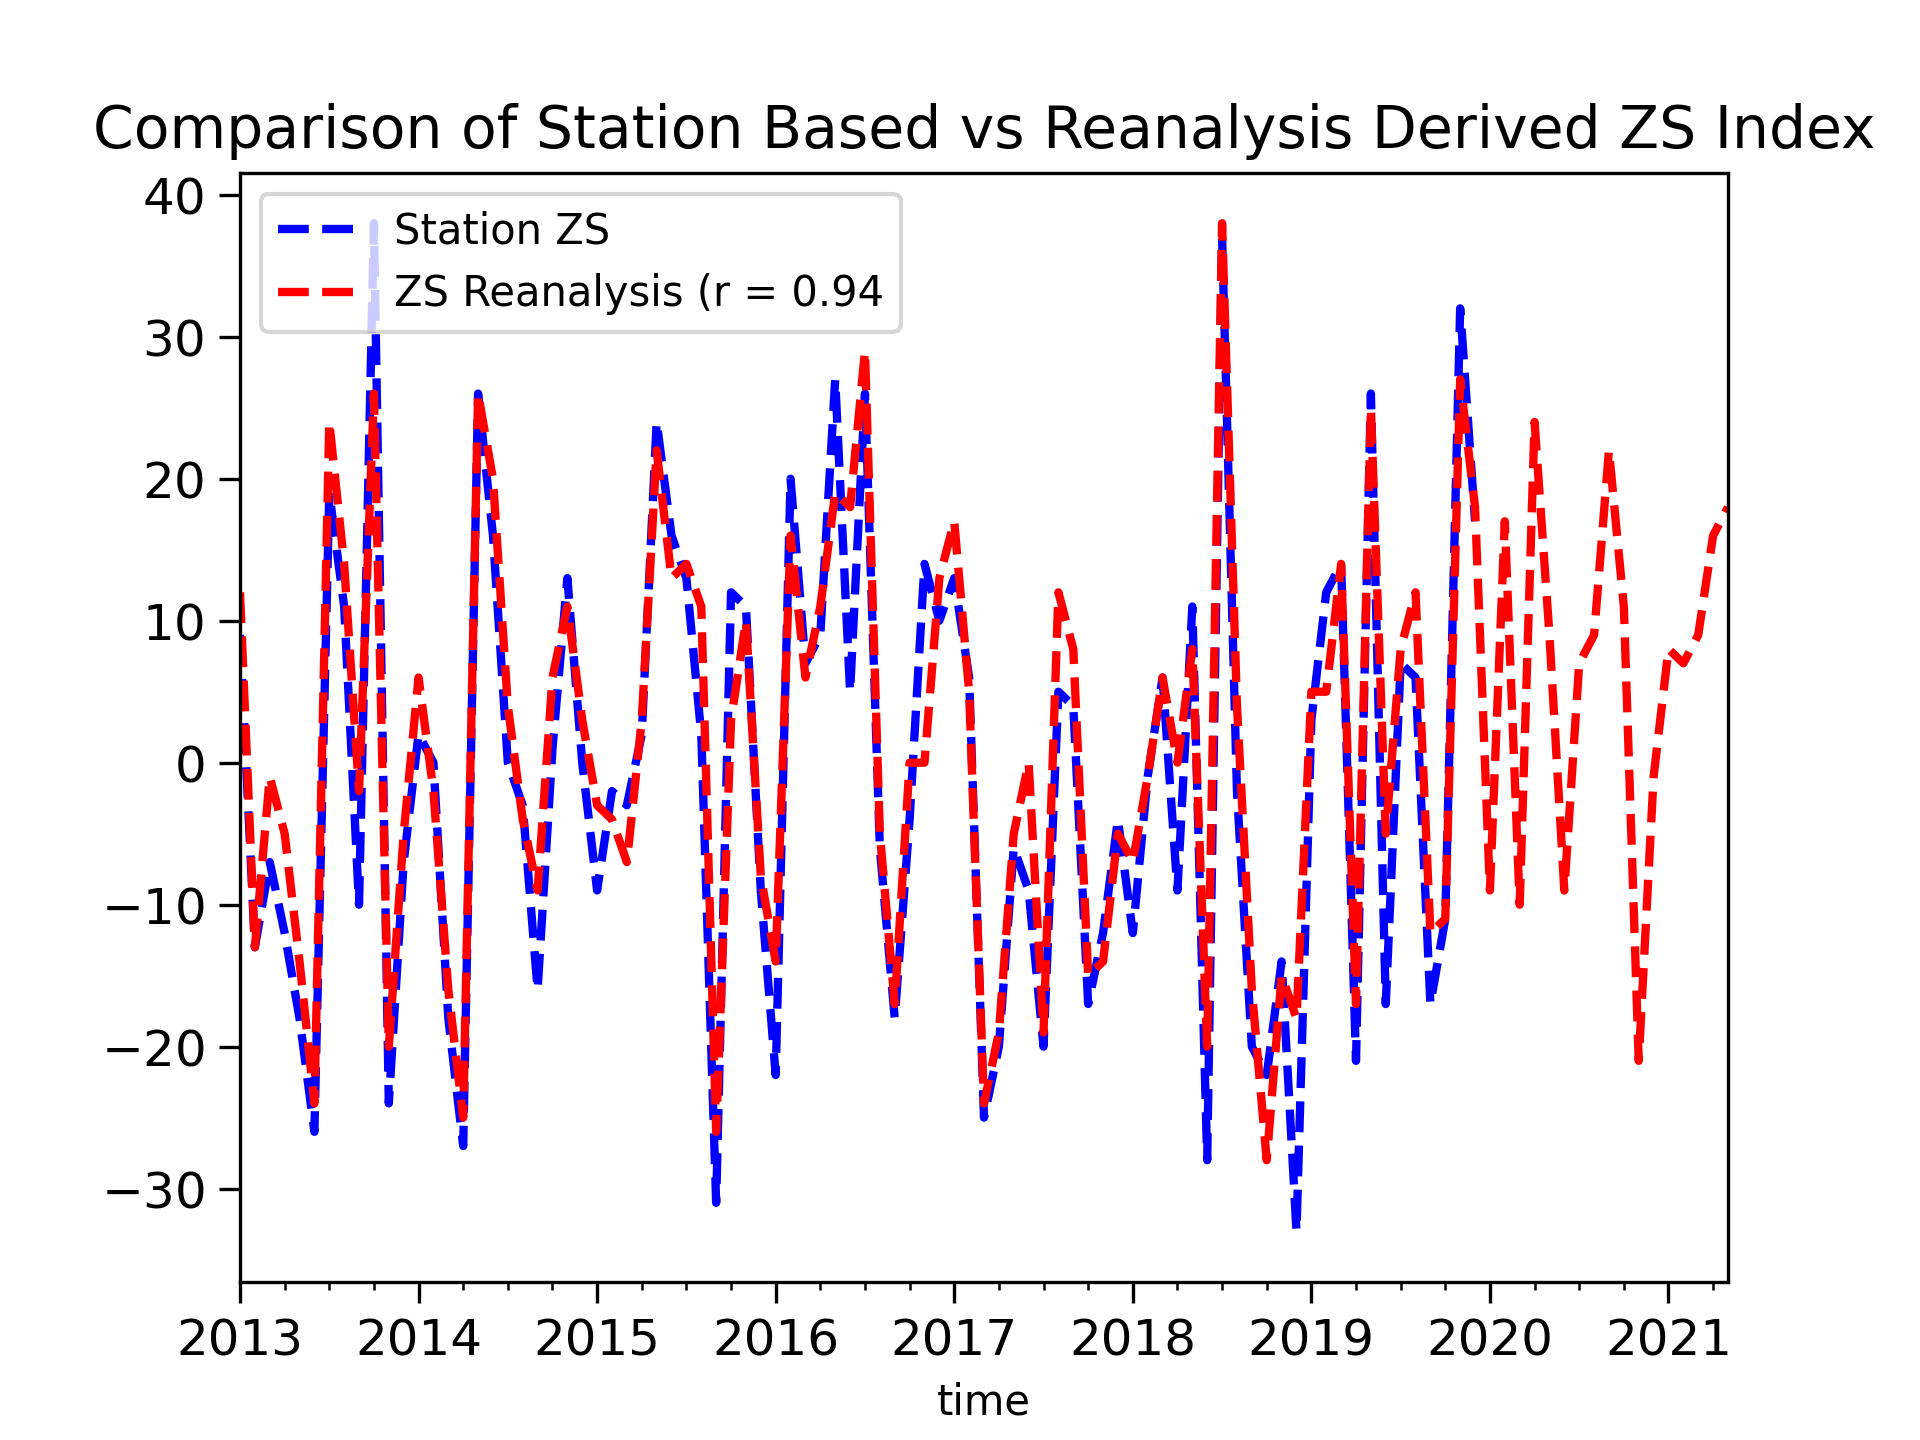 Comparison of Station Based vs Reanalysis Derived ZS Index
40
30
20
10
0
−10
−20
−30
Station ZS
ZS Reanalysis (r = 0.94
2013 2014 2015 2016 2017 2018 2019 2020 2021
time